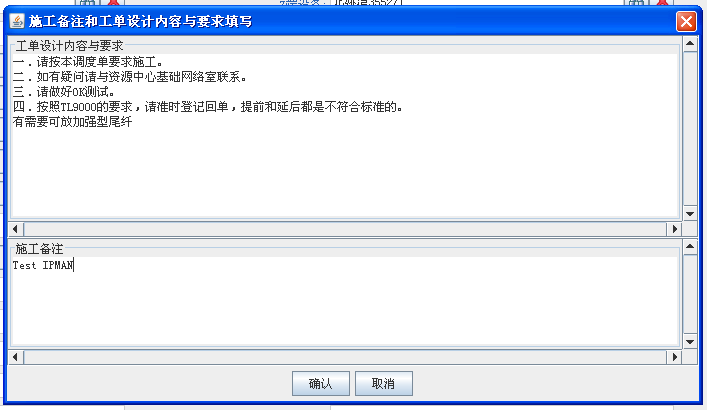 施工备注和工单设计内容与要求填写
工单设计内容与要求
一．请按本调度单要求施工。
二．如有疑问请与资源中心基础网络室联系。
三．请做好OK测试。
四．按照TL9000的要求，请准时登记回单，提前和延后都是不符合标准的。
有需要可放加强型尾纤
施工备注
Test IPMAN
确认
取消